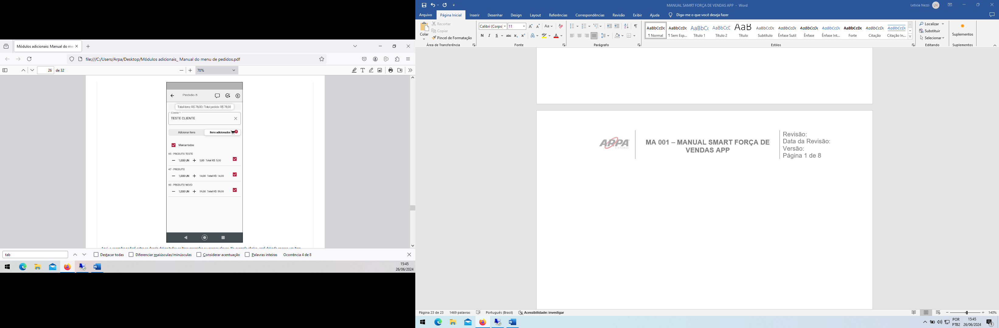 Módulos adicionais: Manual do me
file:///C:/Users/Arpa/Desktop/Módulos adicionais_ Manual do menu de pedidos.pdf
26 de 32
70%
Pedido 8
Total itens: R$ 78,00 | Total pedido: R$ 78,00
Cliente *
TESTE CLIENTE
Adicionar itens
Itens adicionados
3
Marcar todos
65 - PRODUTO TESTE
1,000 UN
5,00 Total R$: 5,00
47 - PRODUTO
1,000 UN
14,00 Total R$: 14,00
60 - PRODUTO NOVO
1,000 UN
59,00 Total R$: 59,00
tab
Destacar todas
Diferenciar maiúsculas/minúsculas
Considerar acentuação
Palavras inteiras
Ocorrência 4 de 8
15:45
26/06/2024
MANUAL SAMRT FORÇA DE VENDAS APP - Word
Leticia Nezzi
LN
Arquivo
Página Inicial
Inserir
Desenhar
Design
Layout
Referências
Correspondências
Revisão
Exibir
Ajuda
Diga-me o que você deseja fazer
Colar
Recortar
Copiar
Pincel de Formatação
Área de Transferência
Calibri (Corpo
11
N I S abc x₂ x²
Fonte
Parágrafo
AaBbCcDc
¶ Normal
AaBbCcDc
¶ Sem Esp...
AaBbCc
Título 1
AaBbCcD
Título 2
AaB
Título
AaBbCcDc
Subtítulo
AaBbCcDc
Ênfase Sutil
AaBbCcDc
Ênfase
AaBbCcDc
Ênfase Int...
AaBbCcDc
Forte
AaBbCcDc
Citação
AaBbCcDc
Citação In...
Estilos
Localizar
Substituir
Selecionar
Editando
Suplementos
Suplementos
ARPA
SISTEMAS
MA 001 – MANUAL SMART FORÇA DE
VENDAS APP
Revisão:
Data da Revisão:
Versão:
Página 1 de 8
Página 23 de 23
1469 palavras
Português (Brasil)
Acessibilidade: investigar
140%
POR
PTB2
15:45
26/06/2024
1